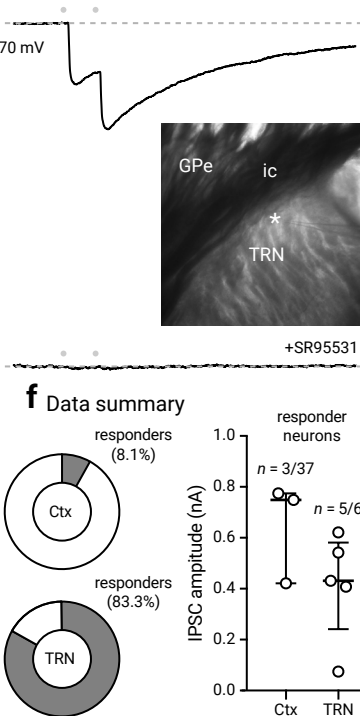 70 mV
GPe
ic
*
TRN
+SR95531
f Data summary
responders
(8.1%)
Ctx
responders
(83.3%)
TRN
responder
neurons
n = 3/37
n = 5/6
IPSC ampitude (nA)
1.0
0.8
0.6
0.4
0.2
0.0
Ctx
TRN